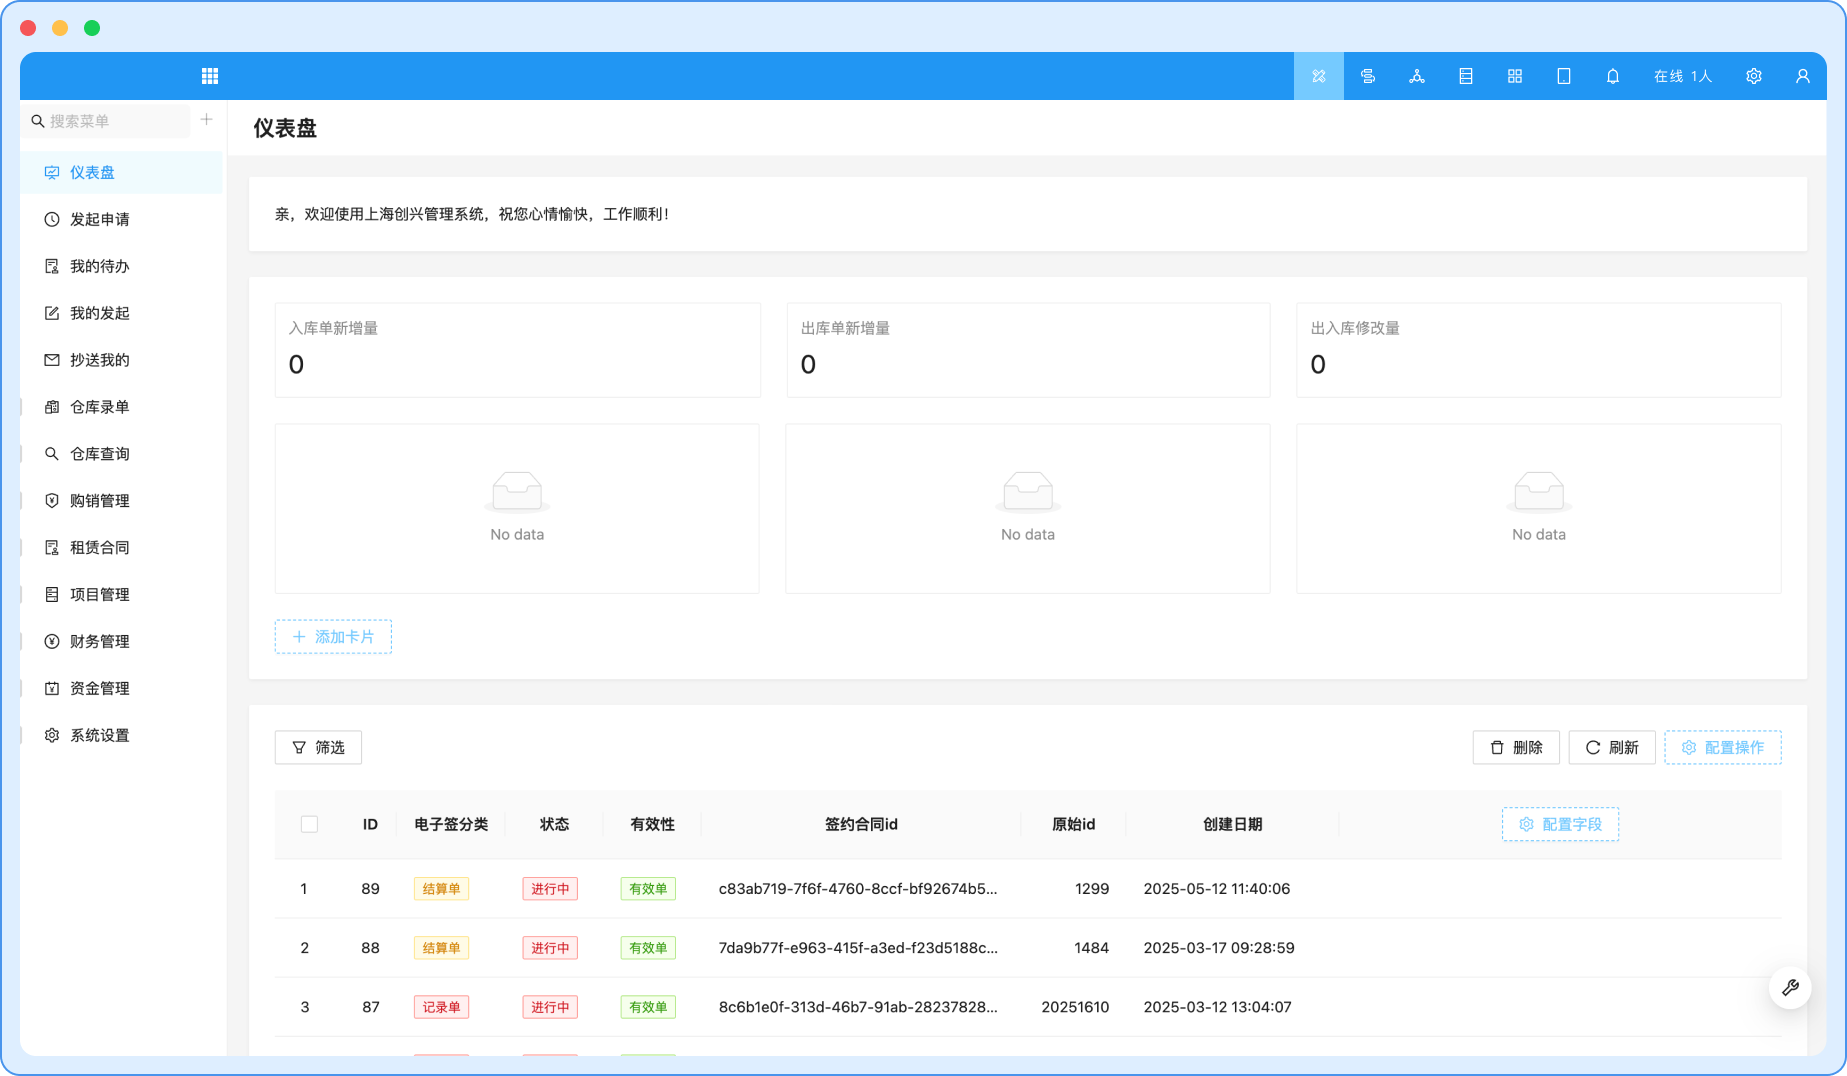 在线 1人
搜索菜单
仪表盘
仪表盘
发起申请
我的待办
我的发起
抄送我的
仓库录单
仓库查询
购销管理
租赁合同
项目管理
财务管理
资金管理
系统设置
亲，欢迎使用上海创兴管理系统，祝您心情愉快，工作顺利！
入库单新增量
0
出库单新增量
0
出入库修改量
0
No data
No data
No data
添加卡片
筛选
删除
刷新
配置操作
ID 电子签分类 状态 有效性 签约合同id 原始id 创建日期 配置字段
1 89 结算单 进行中 有效单 c83ab719-7f6f-4760-8ccf-bf92674b5... 1299 2025-05-12 11:40:06
2 88 结算单 进行中 有效单 7da9b77f-e963-415f-a3ed-f23d5188c... 1484 2025-03-17 09:28:59
3 87 记录单 进行中 有效单 8c6b1e0f-313d-46b7-91ab-28237828... 20251610 2025-03-12 13:04:07